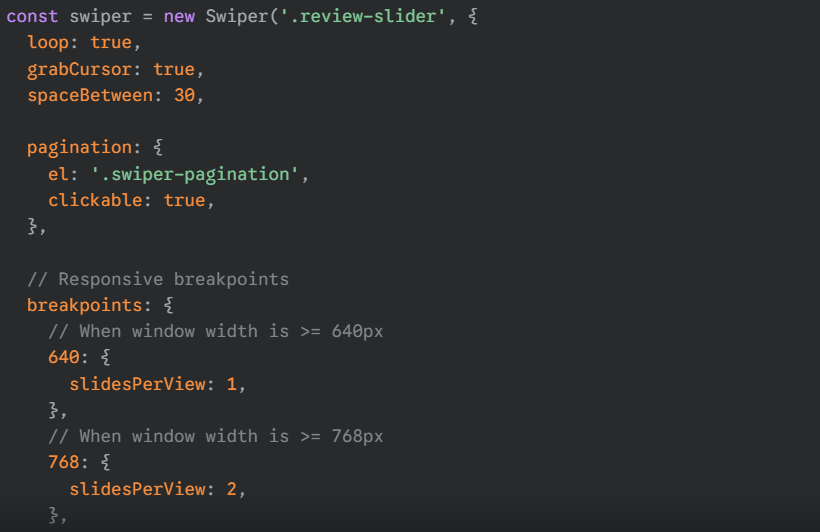 const swiper = new Swiper('.review-slider', {
  loop: true,
  grabCursor: true,
  spaceBetween: 30,

  pagination: {
    el: '.swiper-pagination',
    clickable: true,
  },

  // Responsive breakpoints
  breakpoints: {
    // When window width is >= 640px
    640: {
      slidesPerView: 1,
    },
    // When window width is >= 768px
    768: {
      slidesPerView: 2,
    },